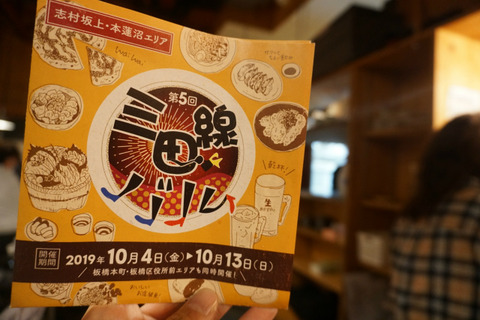 志村坂上・本蓮沼エリア
第5回
三田線
バル
乾杯!
生
開催期間
2019年 10月4日(金)▶10月13日(日)
板橋本町・板橋区役所前エリアも同時開催!